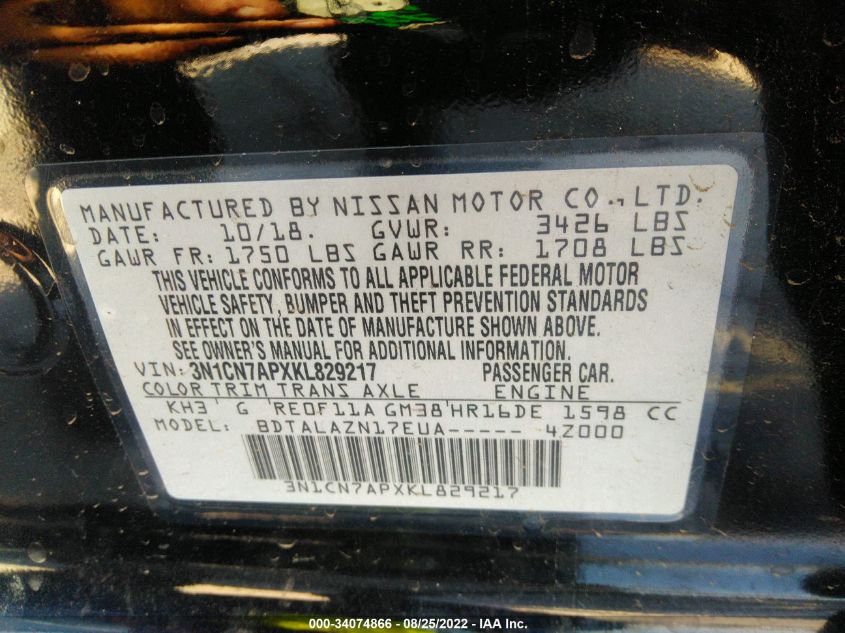 MANUFACTURED BY NISSAN MOTOR CO., LTD.
DATE: 10/18. GVWR: 3426 LBS
GAWR FR: 1750 LBS GAWR RR: 1708 LBS
THIS VEHICLE CONFORMS TO ALL APPLICABLE FEDERAL MOTOR
VEHICLE SAFETY, BUMPER AND THEFT PREVENTION STANDARDS
IN EFFECT ON THE DATE OF MANUFACTURE SHOWN ABOVE.
SEE OWNER'S MANUAL FOR ADDITIONAL INFORMATION.
VIN: 3N1CN7APXKL829217 PASSENGER CAR.
COLOR TRIM TRANS AXLE ENGINE
KH3 G RE0F11A GM38 HR16DE 1598 CC
MODEL: BDTALAZN17EUA----- 4Z000
3N1CN7APXKL829217
000-34074866 - 08/25/2022 - IAA Inc.